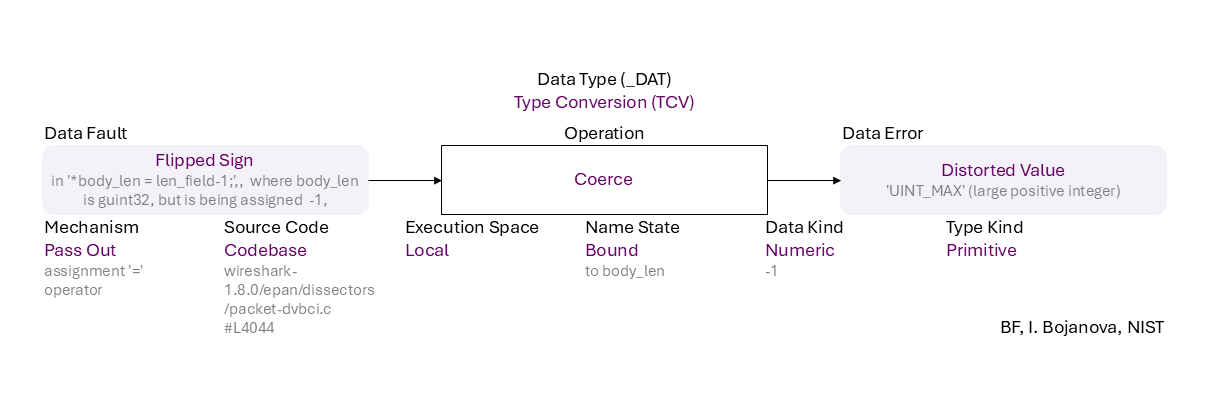 Data Type (_DAT)
Type Conversion (TCV)
Data Fault
Operation
Data Error
Flipped Sign
in '*body_len = len_field-1;',, where body_len
is guint32, but is being assigned -1,
Coerce
Distorted Value
'UINT_MAX' (large positive integer)
Mechanism
Pass Out
assignment '='
operator
Source Code
Codebase
wireshark-
1.8.0/epan/dissectors
/packet-dvbci.c
#L4044
Execution Space
Local
Name State
Bound
to body_len
Data Kind
Numeric
-1
Type Kind
Primitive
BF, I. Bojanova, NIST